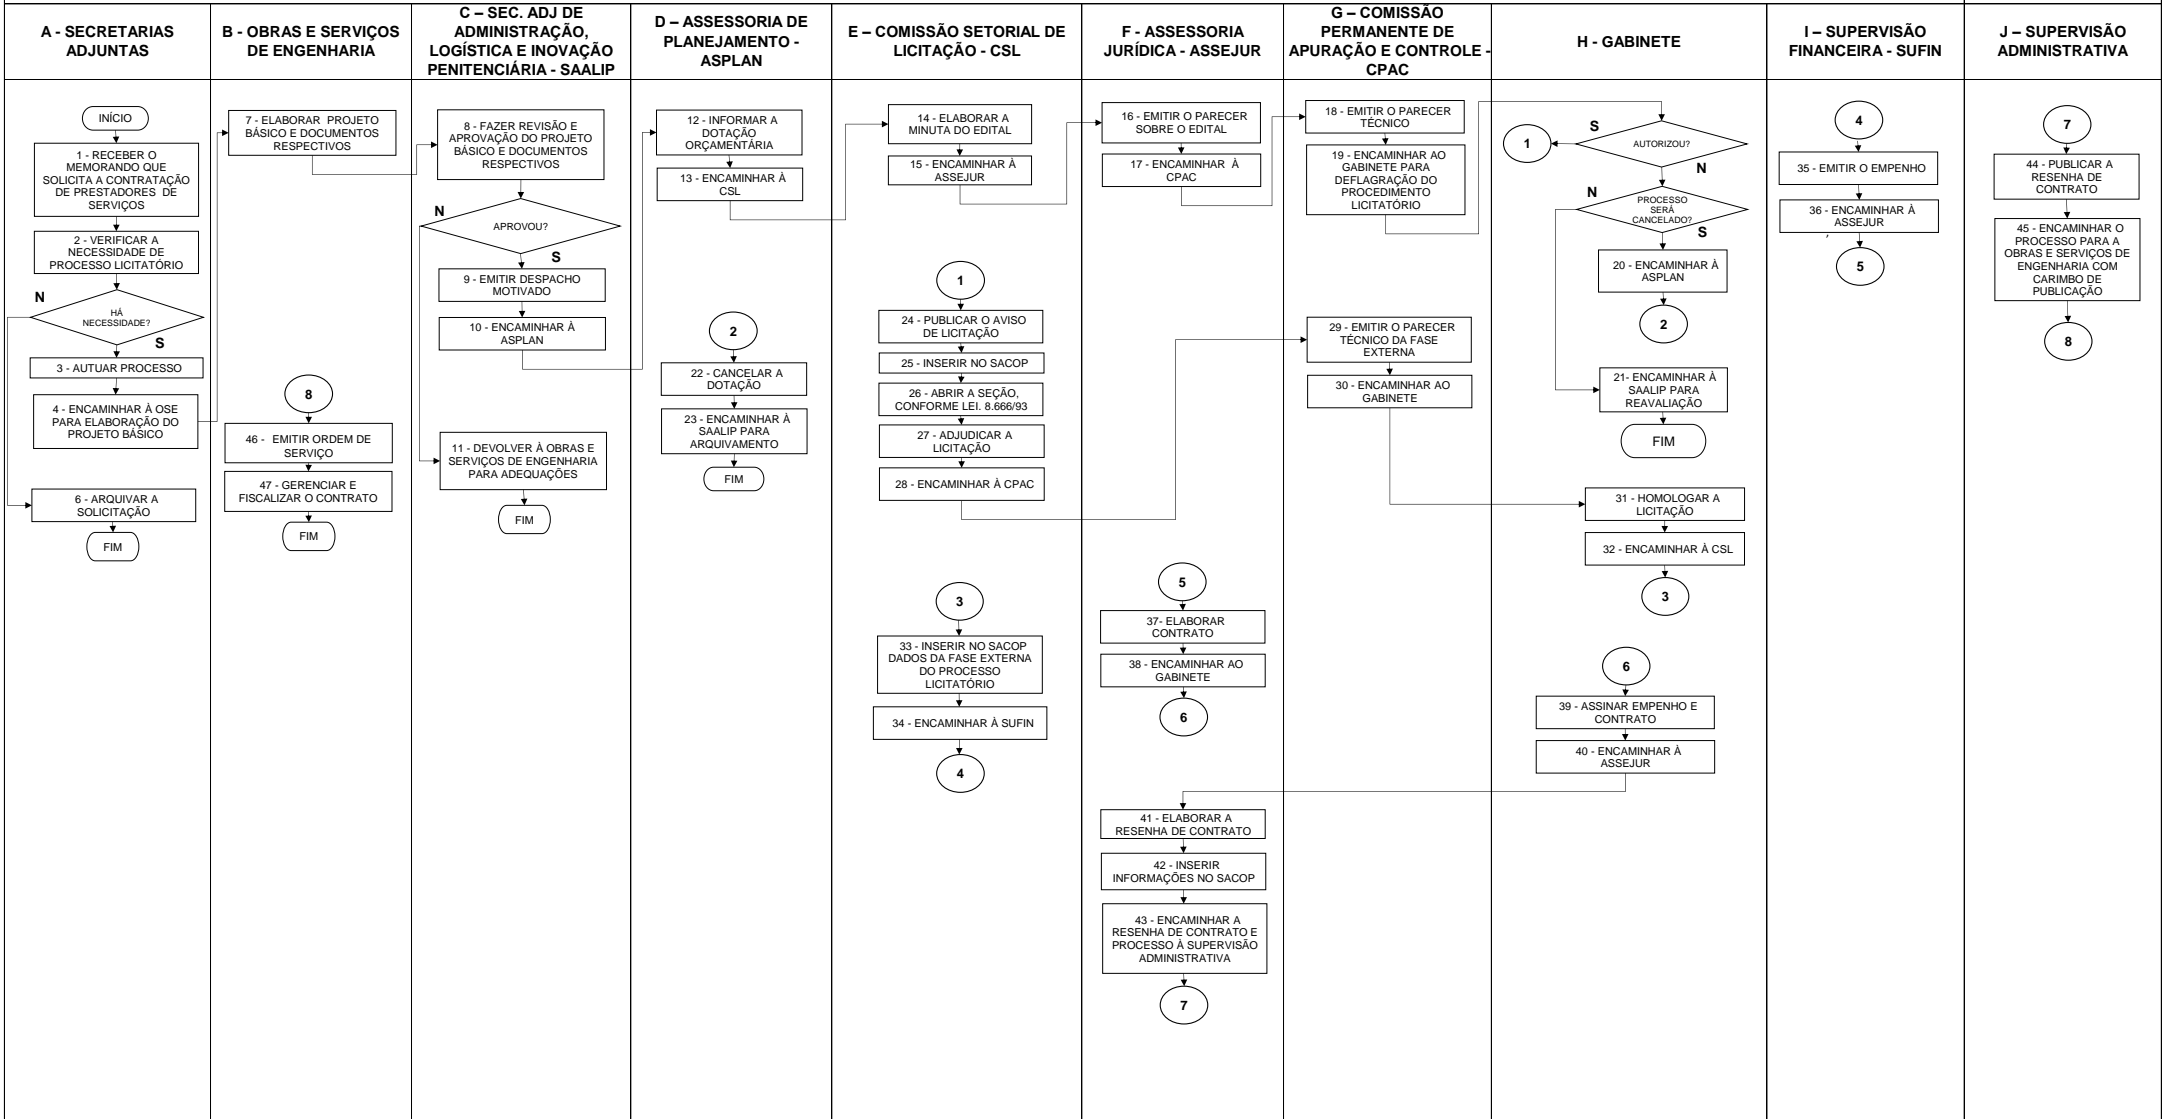 A - SECRETARIAS
ADJUNTAS
B - OBRAS E SERVIÇOS
DE ENGENHARIA
C – SEC. ADJ DE
ADMINISTRAÇÃO,
LOGÍSTICA E INOVAÇÃO
PENITENCIÁRIA - SAALIP
D – ASSESSORIA DE
PLANEJAMENTO -
ASPLAN
E – COMISSÃO SETORIAL DE
LICITAÇÃO - CSL
F - ASSESSORIA
JURÍDICA - ASSEJUR
G – COMISSÃO
PERMANENTE DE
APURAÇÃO E CONTROLE -
CPAC
H - GABINETE
I – SUPERVISÃO
FINANCEIRA - SUFIN
J – SUPERVISÃO
ADMINISTRATIVA
INÍCIO
1 - RECEBER O
MEMORANDO QUE
SOLICITA A CONTRATAÇÃO
DE PRESTADORES DE
SERVIÇOS
2 - VERIFICAR A
NECESSIDADE DE
PROCESSO LICITATÓRIO
N
HÁ
NECESSIDADE?
S
3 - AUTUAR PROCESSO
4 – ENCAMINHAR À OSE
PARA ELABORAÇÃO DO
PROJETO BÁSICO
6 - ARQUIVAR A
SOLICITAÇÃO
FIM
7 - ELABORAR PROJETO
BÁSICO E DOCUMENTOS
RESPECTIVOS
8
46 - EMITIR ORDEM DE
SERVIÇO
47 - GERENCIAR E
FISCALIZAR O CONTRATO
FIM
8 - FAZER REVISÃO E
APROVAÇÃO DO PROJETO
BÁSICO E DOCUMENTOS
RESPECTIVOS
N
APROVOU?
S
9 – EMITIR DESPACHO
MOTIVADO
10 - ENCAMINHAR À
ASPLAN
11 - DEVOLVER À OBRAS E
SERVIÇOS DE ENGENHARIA
PARA ADEQUAÇÕES
FIM
12 - INFORMAR A
DOTAÇÃO
ORÇAMENTÁRIA
13 - ENCAMINHAR À
CSL
2
22 - CANCELAR A
DOTAÇÃO
23 - ENCAMINHAR À
SAALIP PARA
ARQUIVAMENTO
FIM
14 - ELABORAR A
MINUTA DO EDITAL
15 - ENCAMINHAR À
ASSEJUR
1
24 - PUBLICAR O AVISO
DE LICITAÇÃO
25 - INSERIR NO SACOP
26 - ABRIR A SEÇÃO,
CONFORME LEI. 8.666/93
27 - ADJUDICAR A
LICITAÇÃO
28 - ENCAMINHAR À CPAC
3
33 - INSERIR NO SACOP
DADOS DA FASE EXTERNA
DO PROCESSO
LICITATÓRIO
34 - ENCAMINHAR À SUFIN
4
16 - EMITIR O PARECER
SOBRE O EDITAL
17 - ENCAMINHAR À
CPAC
5
37- ELABORAR
CONTRATO
38 – ENCAMINHAR AO
GABINETE
6
41 - ELABORAR A
RESENHA DE CONTRATO
42 - INSERIR
INFORMAÇÕES NO SACOP
43 – ENCAMINHAR A
RESENHA DE CONTRATO E
PROCESSO À SUPERVISÃO
ADMINISTRATIVA
7
18 - EMITIR O PARECER
TÉCNICO
19 - ENCAMINHAR AO
GABINETE PARA
DEFLAGRAÇÃO DO
PROCEDIMENTO
LICITATÓRIO
29 - EMITIR O PARECER
TÉCNICO DA FASE
EXTERNA
30 - ENCAMINHAR AO
GABINETE
S
1
AUTORIZOU?
N
N
PROCESSO
SERÁ
CANCELADO?
S
20 - ENCAMINHAR À
ASPLAN
2
21- ENCAMINHAR À
SAALIP PARA
REAVALIAÇÃO
FIM
31 - HOMOLOGAR A
LICITAÇÃO
32 - ENCAMINHAR À CSL
3
6
39 - ASSINAR EMPENHO E
CONTRATO
40 - ENCAMINHAR À
ASSEJUR
4
35 - EMITIR O EMPENHO
36 - ENCAMINHAR À
ASSEJUR
5
7
44 - PUBLICAR A
RESENHA DE
CONTRATO
45 - ENCAMINHAR O
PROCESSO PARA A
OBRAS E SERVIÇOS DE
ENGENHARIA COM
CARIMBO DE
PUBLICAÇÃO
8